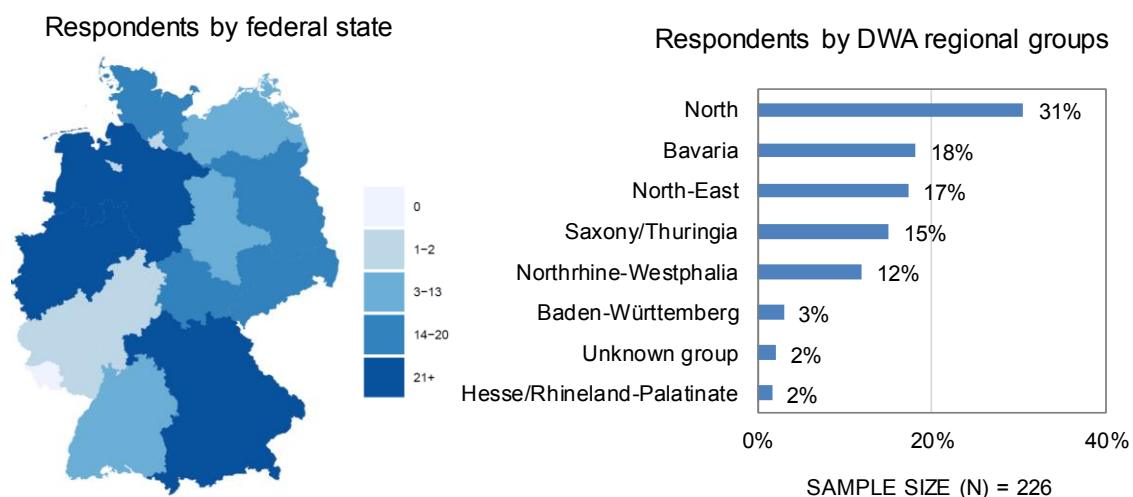 Respondents by federal state
0
1−2
3−13
14−20
21+
Respondents by DWA regional groups
North 31%
Bavaria 18%
North-East 17%
Saxony/Thuringia 15%
Northrhine-Westphalia 12%
Baden-Württemberg 3%
Unknown group 2%
Hesse/Rhineland-Palatinate 2%
0% 20% 40%
SAMPLE SIZE (N) = 226